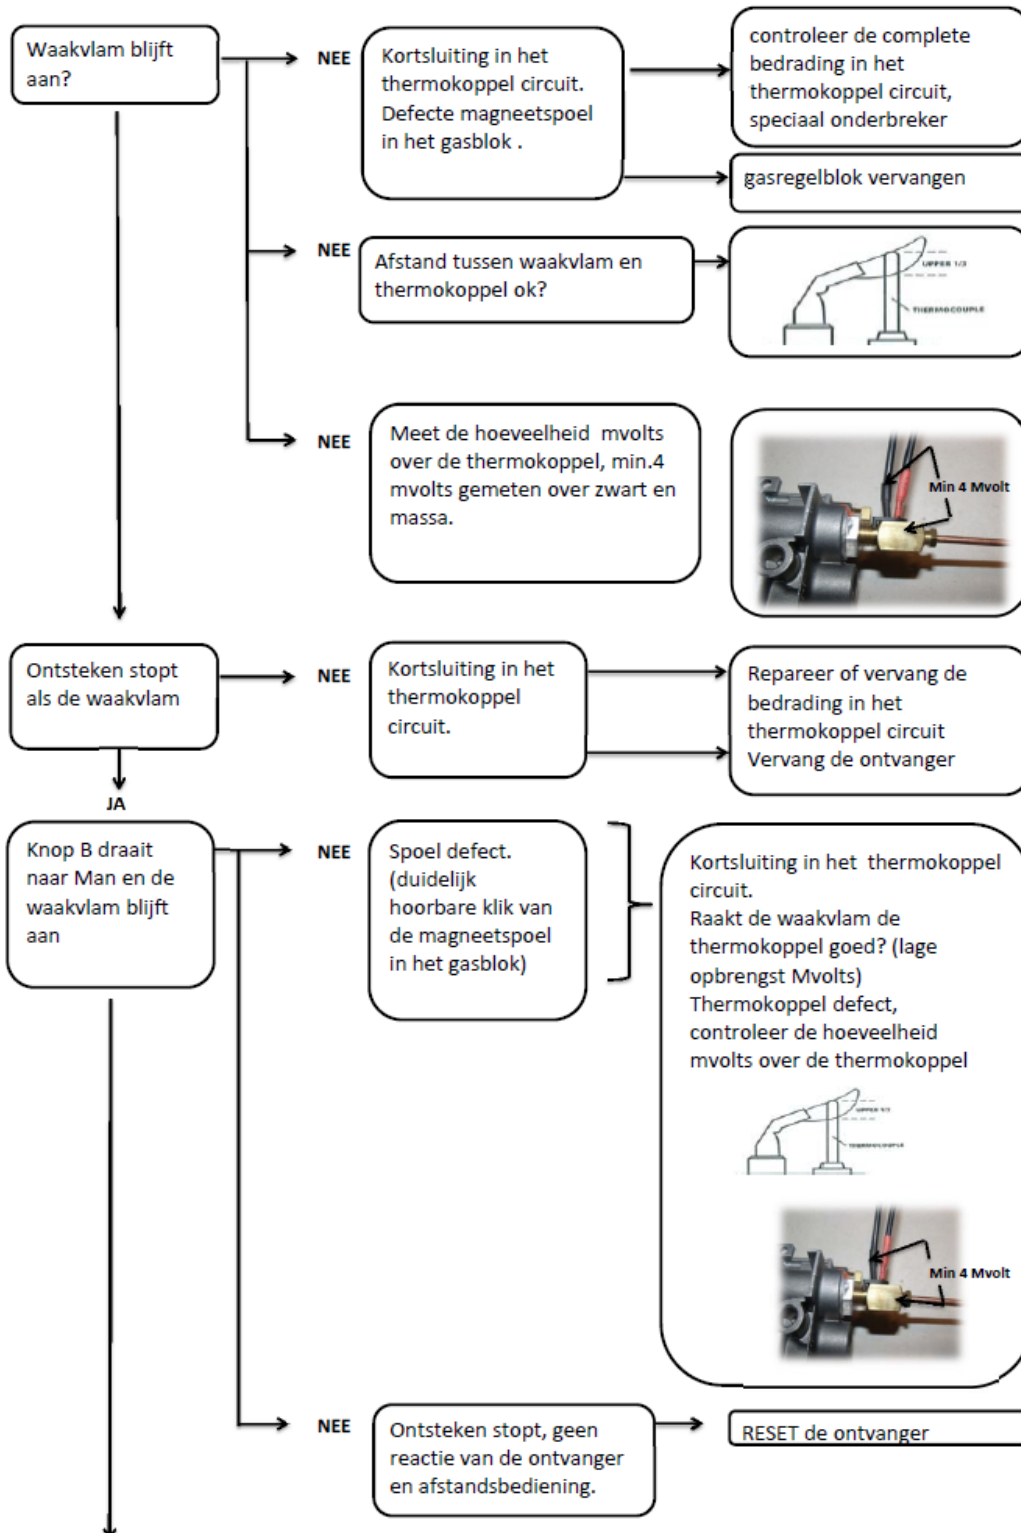 Waakvlam blijft
aan?
NEE
Kortsluiting in het
thermokoppel circuit.
Defecte magneetspoel
in het gasblok .
controleer de complete
bedrading in het
thermokoppel circuit,
speciaal onderbreker
gasregelblok vervangen
NEE
Afstand tussen waakvlam en
thermokoppel ok?
UPPER 1/3
THERMOCOUPLE
NEE
Meet de hoeveelheid mvolts
over de thermokoppel, min.4
mvolts gemeten over zwart en
massa.
Min 4 Mvolt
Ontsteken stopt
als de waakvlam
NEE
Kortsluiting in het
thermokoppel
circuit.
Repareer of vervang de
bedrading in het
thermokoppel circuit
Vervang de ontvanger
JA
Knop B draait
naar Man en de
waakvlam blijft
aan
NEE
Spoel defect.
(duidelijk
hoorbare klik van
de magneetspoel
in het gasblok)
Kortsluiting in het thermokoppel
circuit.
Raakt de waakvlam de
thermokoppel goed? (lage
opbrengst Mvolts)
Thermokoppel defect,
controleer de hoeveelheid
mvolts over de thermokoppel
UPPER 1/3
THERMOCOUPLE
Min 4 Mvolt
NEE
Ontsteken stopt, geen
reactie van de ontvanger
en afstandsbediening.
RESET de ontvanger